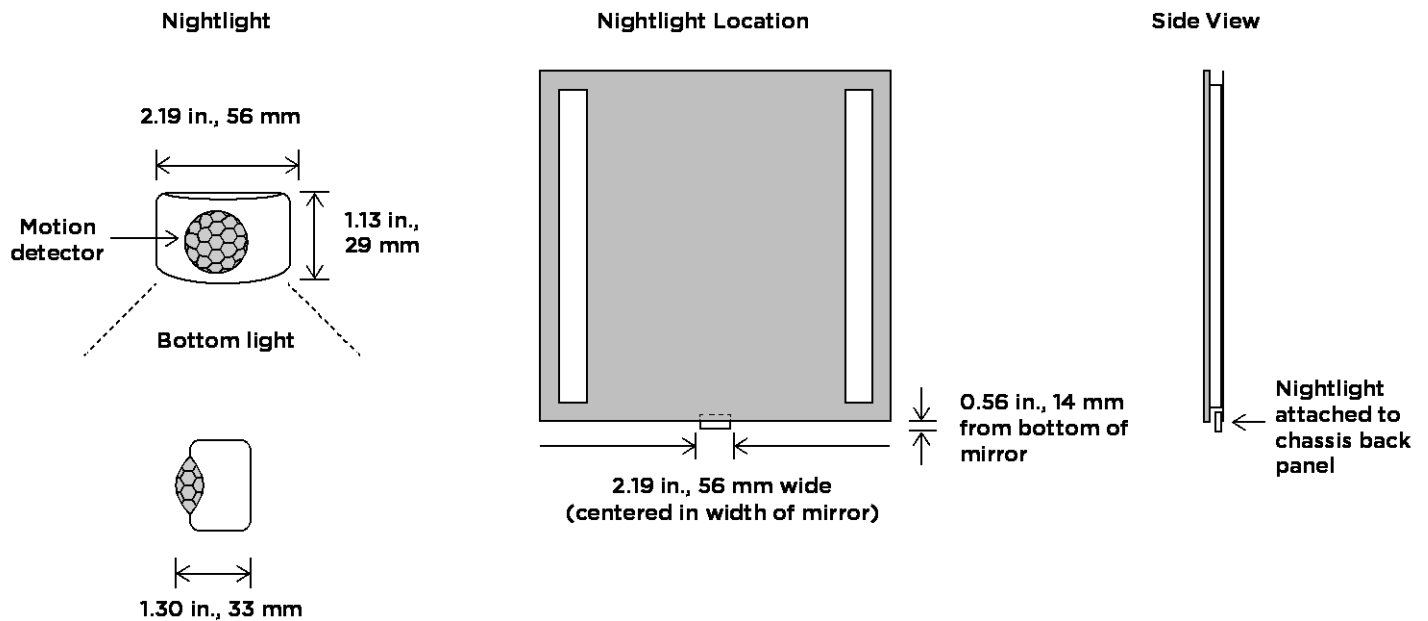 Nightlight
Nightlight Location
Side View
2.19 in., 56 mm
Motion
detector
1.13 in.,
29 mm
Bottom light
1.30 in., 33 mm
0.56 in., 14 mm
from bottom of
mirror
2.19 in., 56 mm wide
(centered in width of mirror)
Nightlight
attached to
chassis back
panel